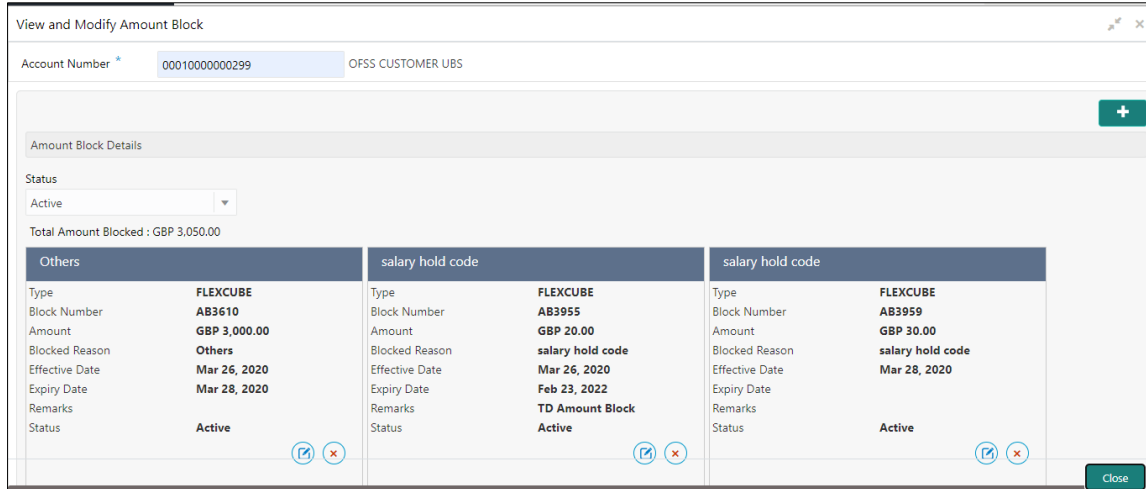 View and Modify Amount Block
Account Number * 00010000000299 OFSS CUSTOMER UBS
Amount Block Details
Status
Active
Total Amount Blocked : GBP 3,050.00
Others
Type FLEXCUBE
Block Number AB3610
Amount GBP 3,000.00
Blocked Reason Others
Effective Date Mar 26, 2020
Expiry Date Mar 28, 2020
Remarks
Status Active
salary hold code
Type FLEXCUBE
Block Number AB3955
Amount GBP 20.00
Blocked Reason salary hold code
Effective Date Mar 26, 2020
Expiry Date Feb 23, 2022
Remarks TD Amount Block
Status Active
salary hold code
Type FLEXCUBE
Block Number AB3959
Amount GBP 30.00
Blocked Reason salary hold code
Effective Date Mar 28, 2020
Expiry Date
Remarks
Status Active
Close